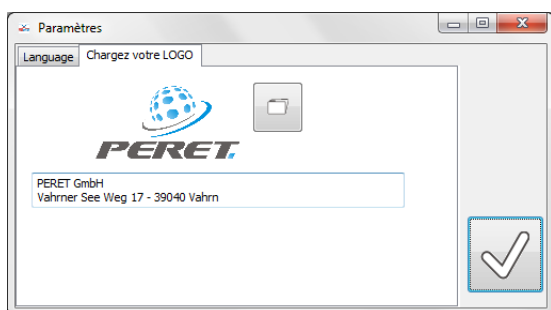 Paramètres
Language
Chargez votre LOGO
PERET
PERET GmbH
Vahrner See Weg 17 - 39040 Vahrn